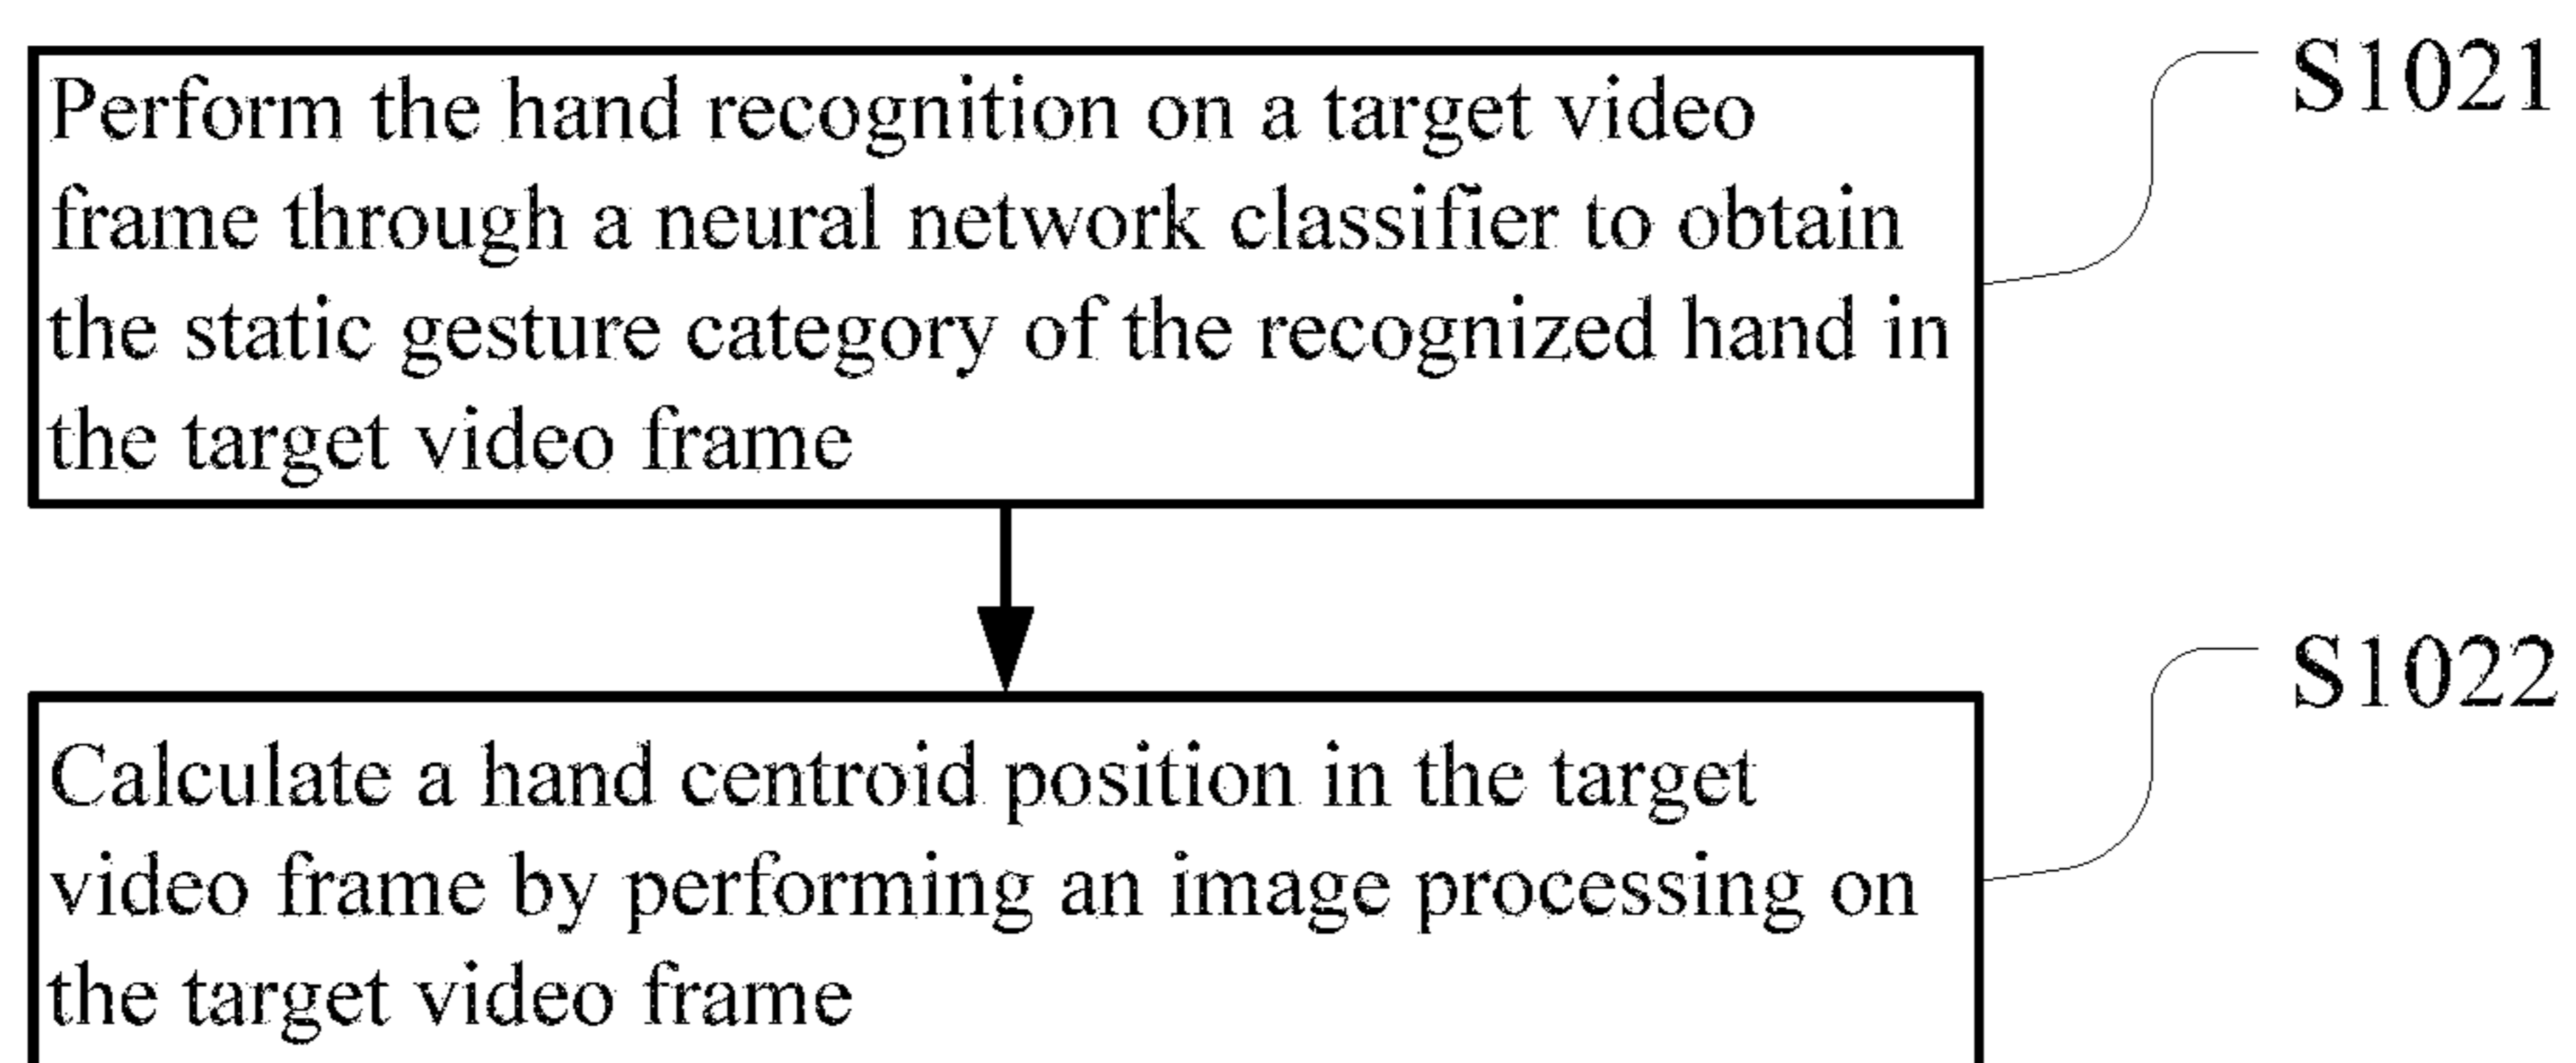 Perform the hand recognition on a target video
frame through a neural network classifier to obtain
the static gesture category of the recognized hand in
the target video frame
S1021
Calculate a hand centroid position in the target
video frame by performing an image processing on
the target video frame
S1022